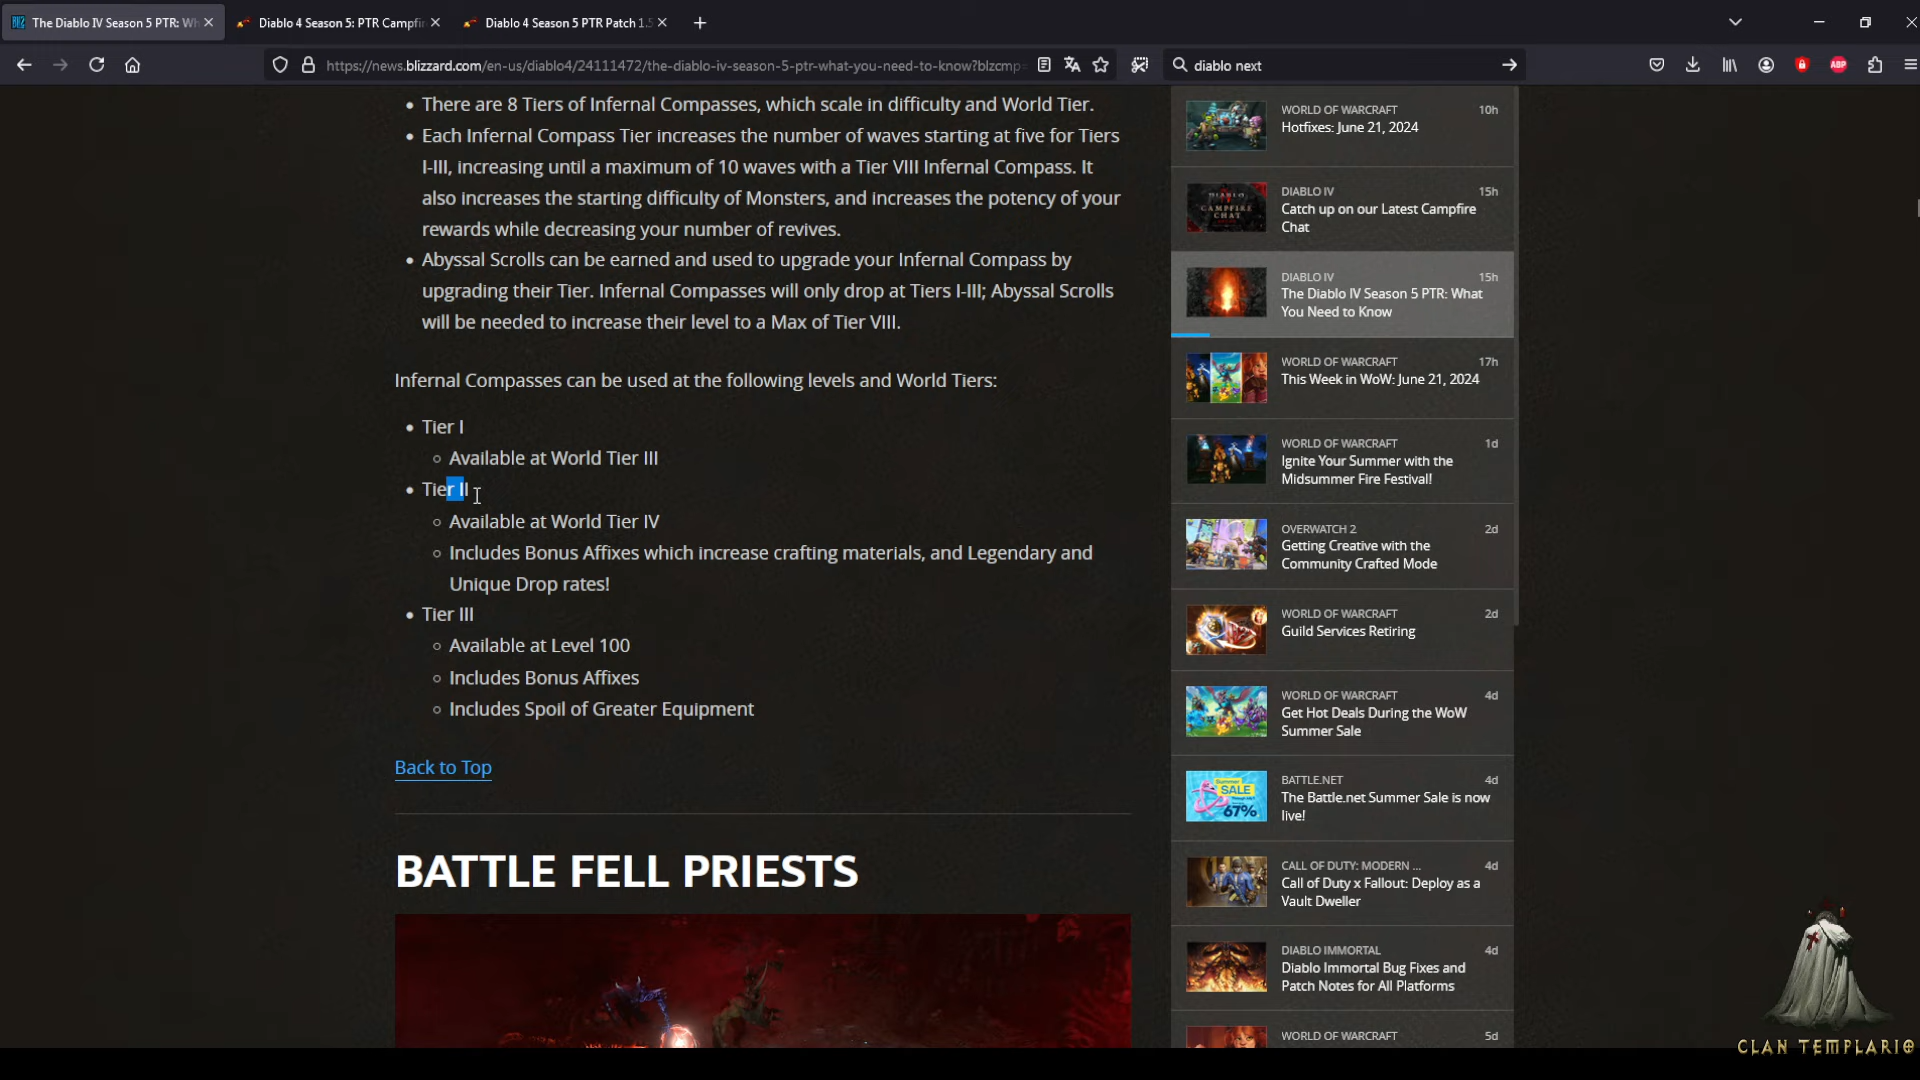 The Diablo IV Season 5 PTR: Wh
Diablo 4 Season 5: PTR Campfir
Diablo 4 Season 5 PTR Patch 1.5
https://news.blizzard.com/en-us/diablo4/24111472/the-diablo-iv-season-5-ptr-what-you-need-to-know?blzcmp=
diablo next
ABP
• There are 8 Tiers of Infernal Compasses, which scale in difficulty and World Tier.
• Each Infernal Compass Tier increases the number of waves starting at five for Tiers
I-III, increasing until a maximum of 10 waves with a Tier VIII Infernal Compass. It
also increases the starting difficulty of Monsters, and increases the potency of your
rewards while decreasing your number of revives.
• Abyssal Scrolls can be earned and used to upgrade your Infernal Compass by
upgrading their Tier. Infernal Compasses will only drop at Tiers I-III; Abyssal Scrolls
will be needed to increase their level to a Max of Tier VIII.
Infernal Compasses can be used at the following levels and World Tiers:
• Tier I
○ Available at World Tier III
• Tier II
○ Available at World Tier IV
○ Includes Bonus Affixes which increase crafting materials, and Legendary and
Unique Drop rates!
• Tier III
○ Available at Level 100
○ Includes Bonus Affixes
○ Includes Spoil of Greater Equipment
Back to Top
BATTLE FELL PRIESTS
WORLD OF WARCRAFT 10h
Hotfixes: June 21, 2024
DIABLO IV 15h
Catch up on our Latest Campfire
Chat
DIABLO IV 15h
The Diablo IV Season 5 PTR: What
You Need to Know
WORLD OF WARCRAFT 17h
This Week in WoW: June 21, 2024
WORLD OF WARCRAFT 1d
Ignite Your Summer with the
Midsummer Fire Festival!
OVERWATCH 2 2d
Getting Creative with the
Community Crafted Mode
WORLD OF WARCRAFT 2d
Guild Services Retiring
WORLD OF WARCRAFT 4d
Get Hot Deals During the WoW
Summer Sale
BATTLE.NET 4d
The Battle.net Summer Sale is now
live!
SALE
67%
CALL OF DUTY: MODERN ... 4d
Call of Duty x Fallout: Deploy as a
Vault Dweller
DIABLO IMMORTAL 4d
Diablo Immortal Bug Fixes and
Patch Notes for All Platforms
WORLD OF WARCRAFT 5d
CLAN TEMPLARIO